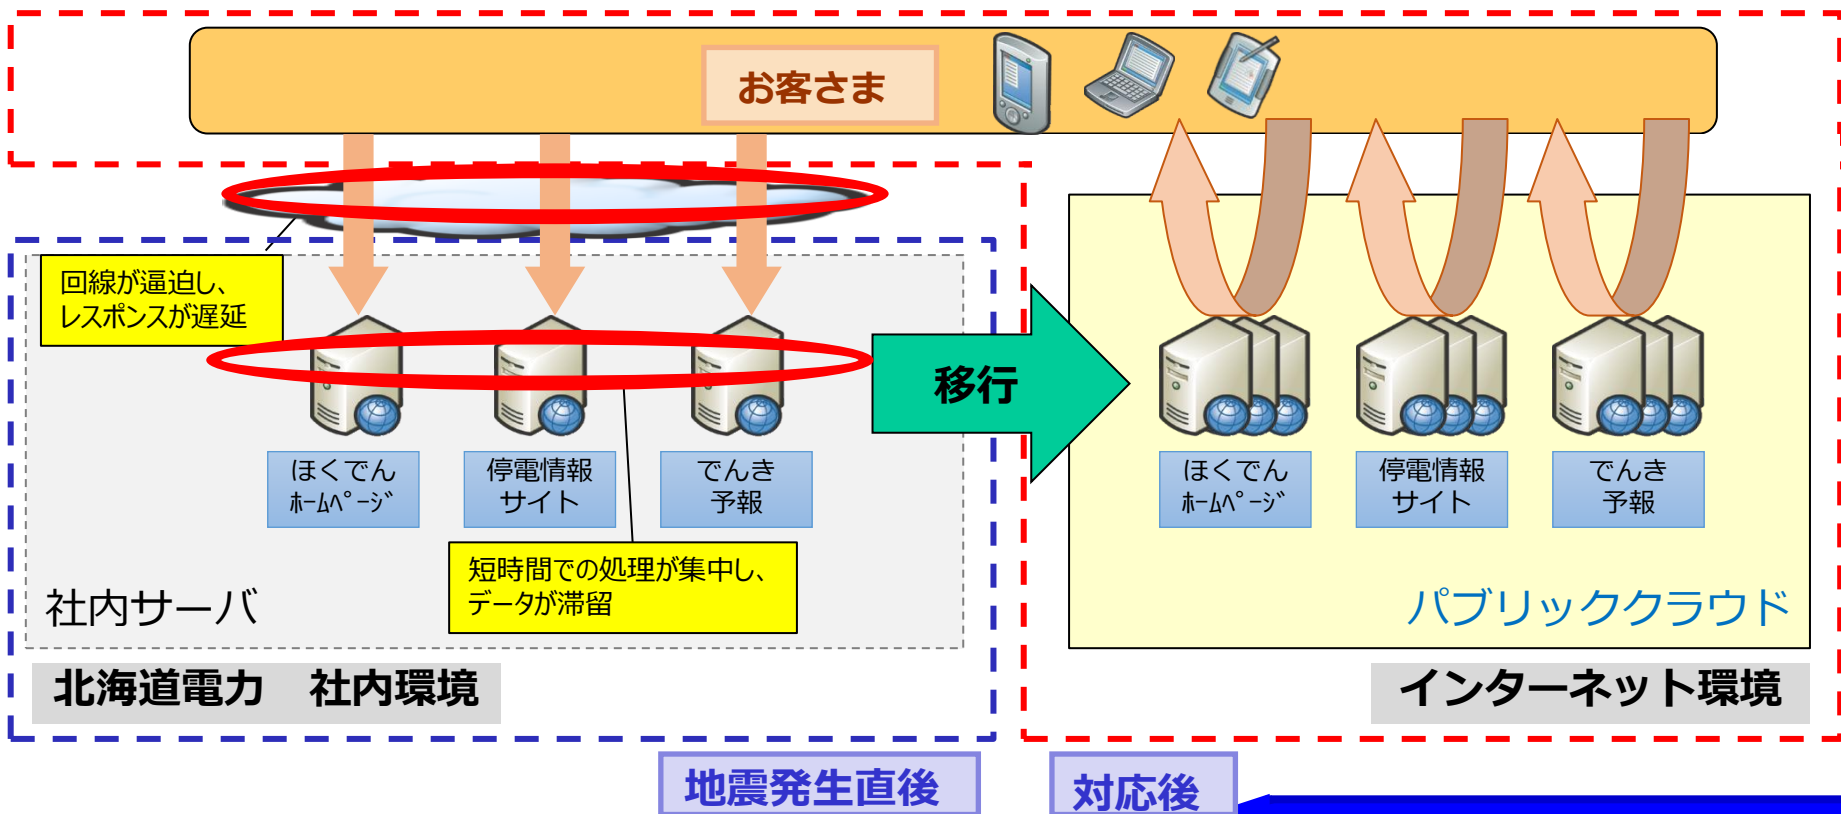 お客さま
回線が逼迫し、
レスポンスが遅延
移行
ほくでん
ﾎｰﾑﾍﾟｰｼﾞ
停電情報
サイト
でんき
予報
ほくでん
ﾎｰﾑﾍﾟｰｼﾞ
停電情報
サイト
でんき
予報
短時間での処理が集中し、
データが滞留
社内サーバ
パブリッククラウド
北海道電力　社内環境
インターネット環境
地震発生直後
対応後